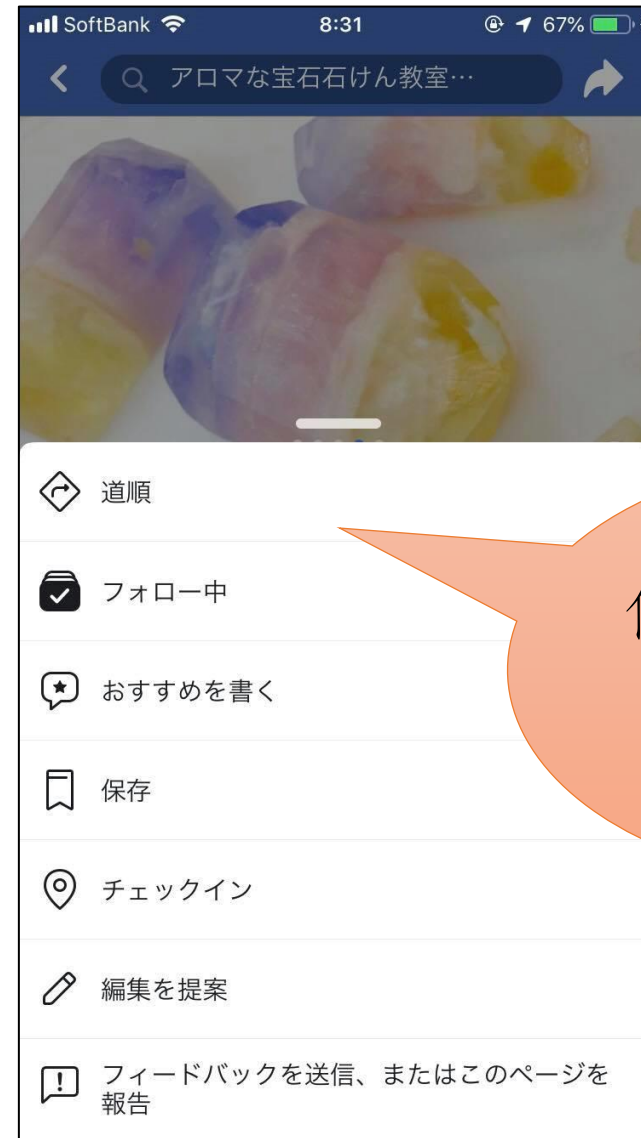 SoftBank 8:31 67%
アロマな宝石石けん教室…
道順
フォロー中
おすすめを書く
保存
チェックイン
編集を提案
フィードバックを送信、またはこのページを
報告